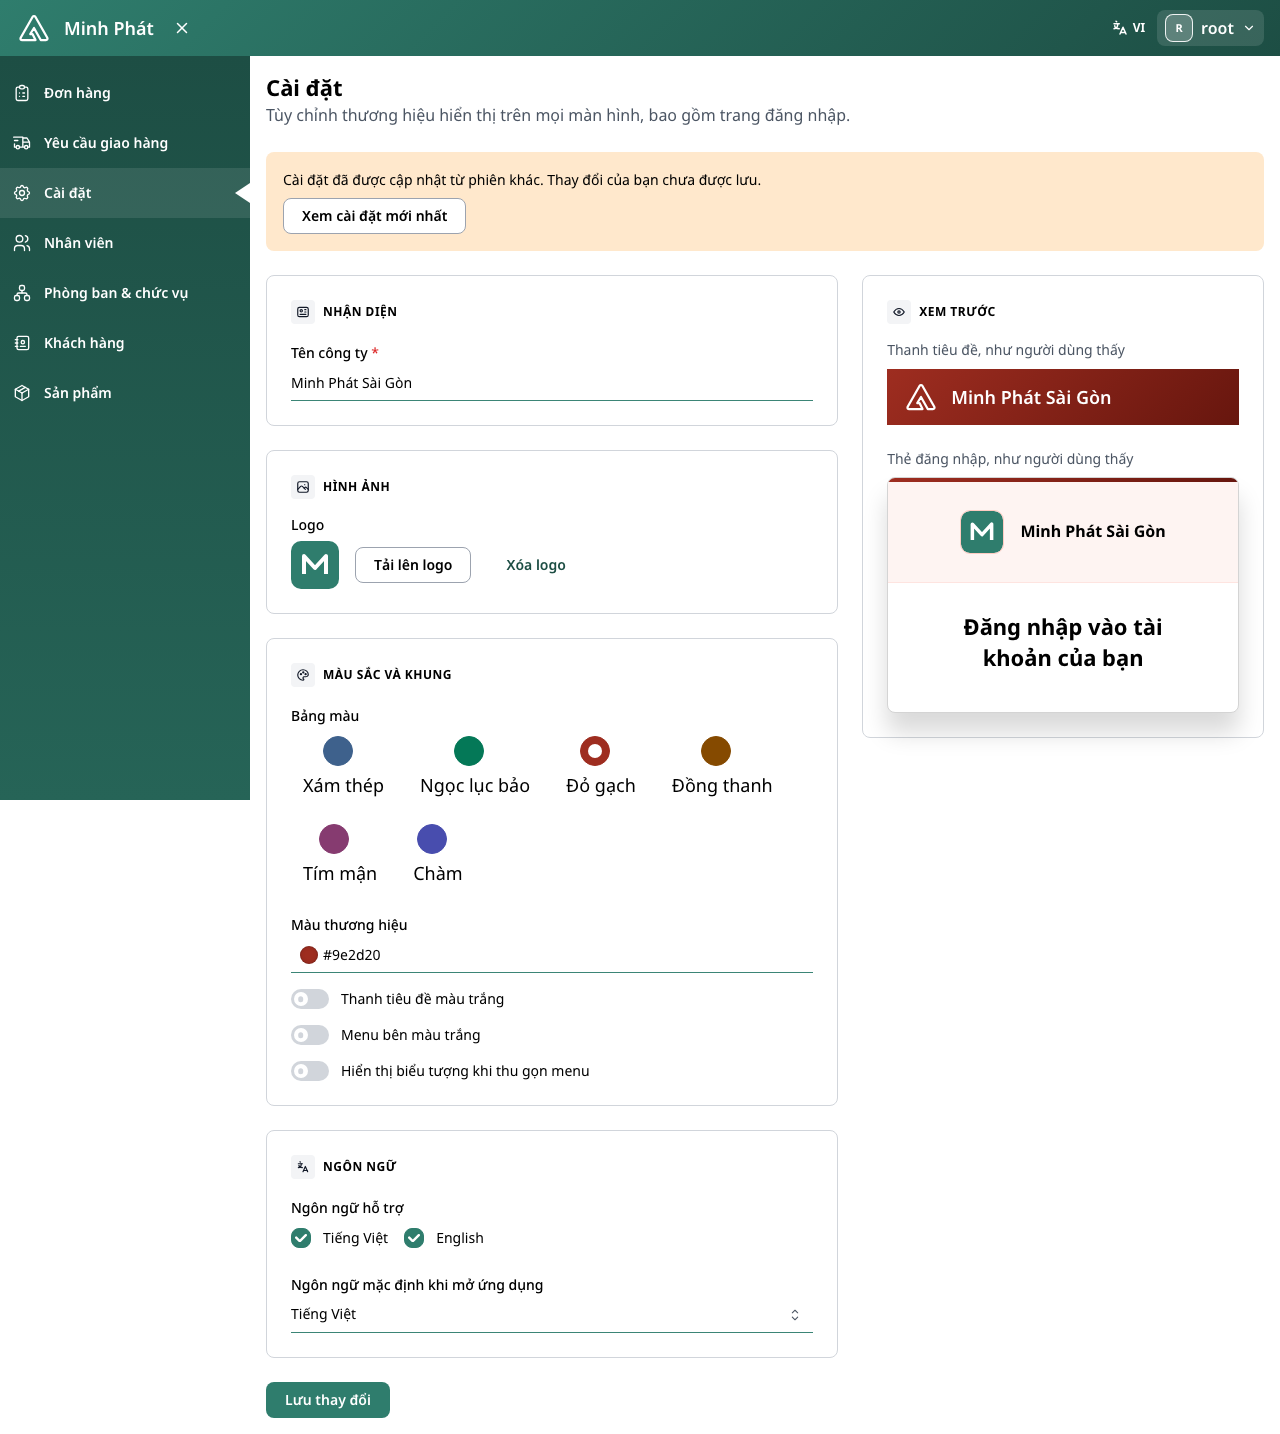 Minh Phát
VI
R
root
Đơn hàng
Yêu cầu giao hàng
Cài đặt
Nhân viên
Phòng ban & chức vụ
Khách hàng
Sản phẩm
Cài đặt
Tùy chỉnh thương hiệu hiển thị trên mọi màn hình, bao gồm trang đăng nhập.
Cài đặt đã được cập nhật từ phiên khác. Thay đổi của bạn chưa được lưu.
Xem cài đặt mới nhất
NHẬN DIỆN
Tên công ty *
Minh Phát Sài Gòn
HÌNH ẢNH
Logo
M
Tải lên logo
Xóa logo
MÀU SẮC VÀ KHUNG
Bảng màu
Xám thép
Ngọc lục bảo
Đỏ gạch
Đồng thanh
Tím mận
Chàm
Màu thương hiệu
#9e2d20
Thanh tiêu đề màu trắng
Menu bên màu trắng
Hiển thị biểu tượng khi thu gọn menu
NGÔN NGỮ
Ngôn ngữ hỗ trợ
Tiếng Việt
English
Ngôn ngữ mặc định khi mở ứng dụng
Tiếng Việt
Lưu thay đổi
XEM TRƯỚC
Thanh tiêu đề, như người dùng thấy
Minh Phát Sài Gòn
Thẻ đăng nhập, như người dùng thấy
M
Minh Phát Sài Gòn
Đăng nhập vào tài
khoản của bạn